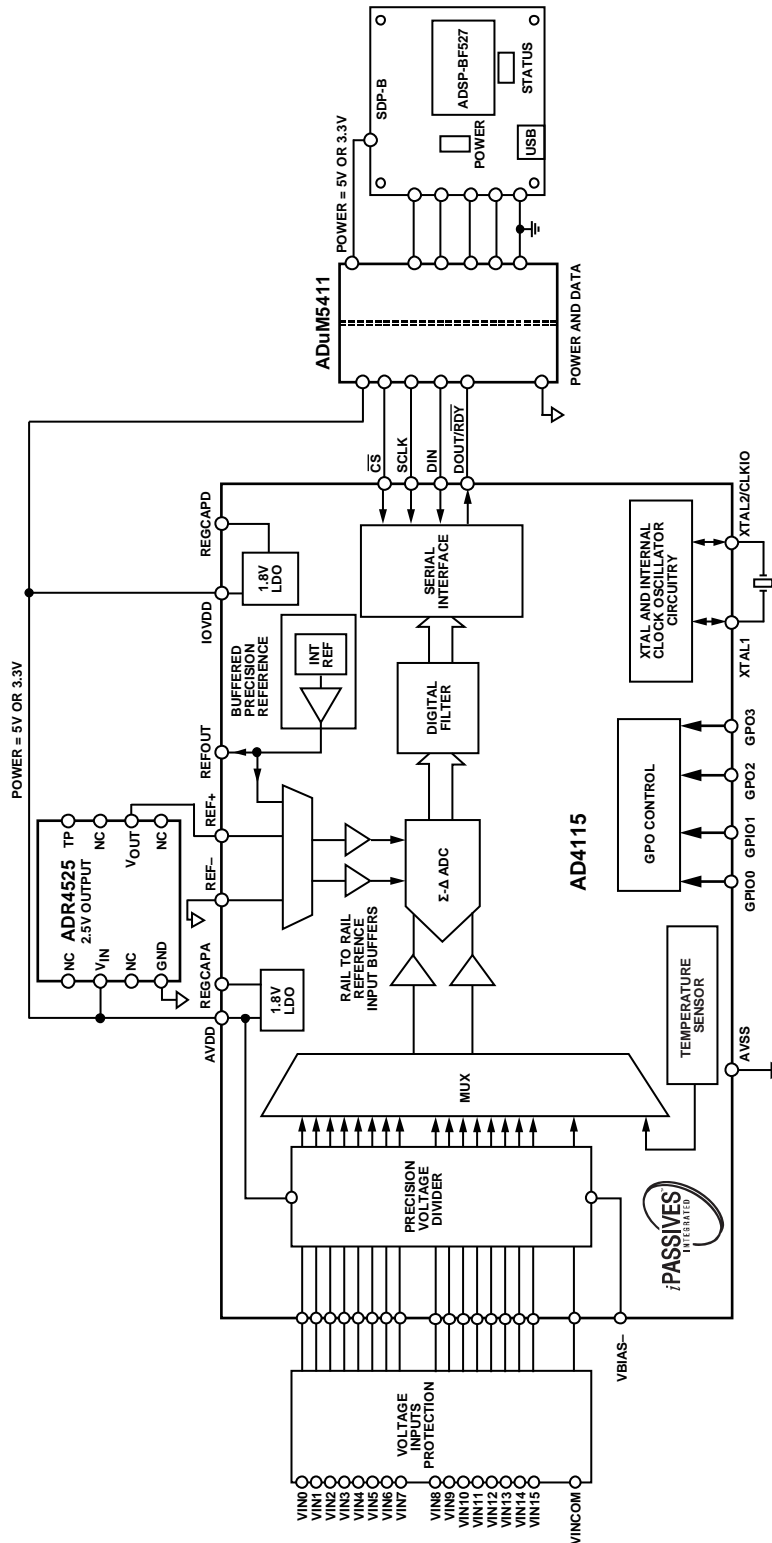 POWER = 5V OR 3.3V
ADR4525
2.5V OUTPUT
NC
VIN
NC
GND
TP
NC
VOUT
NC
AVDD
REGCAPA
REF–
REF+
REFOUT
IOVDD
REGCAPD
1.8V
LDO
BUFFERED
PRECISION
REFERENCE
INT
REF
1.8V
LDO
RAIL TO RAIL
REFERENCE
INPUT BUFFERS
VIN0
VIN1
VIN2
VIN3
VIN4
VIN5
VIN6
VIN7
VIN8
VIN9
VIN10
VIN11
VIN12
VIN13
VIN14
VIN15
VINCOM
VOLTAGE
INPUTS
PROTECTION
VBIAS–
PRECISION
VOLTAGE
DIVIDER
MUX
Σ-Δ ADC
DIGITAL
FILTER
SERIAL
INTERFACE
CS
SCLK
DIN
DOUT/RDY
iPASSIVES™
INTEGRATED
TEMPERATURE
SENSOR
AD4115
GPO CONTROL
XTAL AND INTERNAL
CLOCK OSCILLATOR
CIRCUITRY
AVSS
GPIO0
GPIO1
GPO2
GPO3
XTAL1
XTAL2/CLKIO
ADuM5411
POWER AND DATA
POWER = 5V OR 3.3V
SDP-B
POWER
ADSP-BF527
USB
STATUS